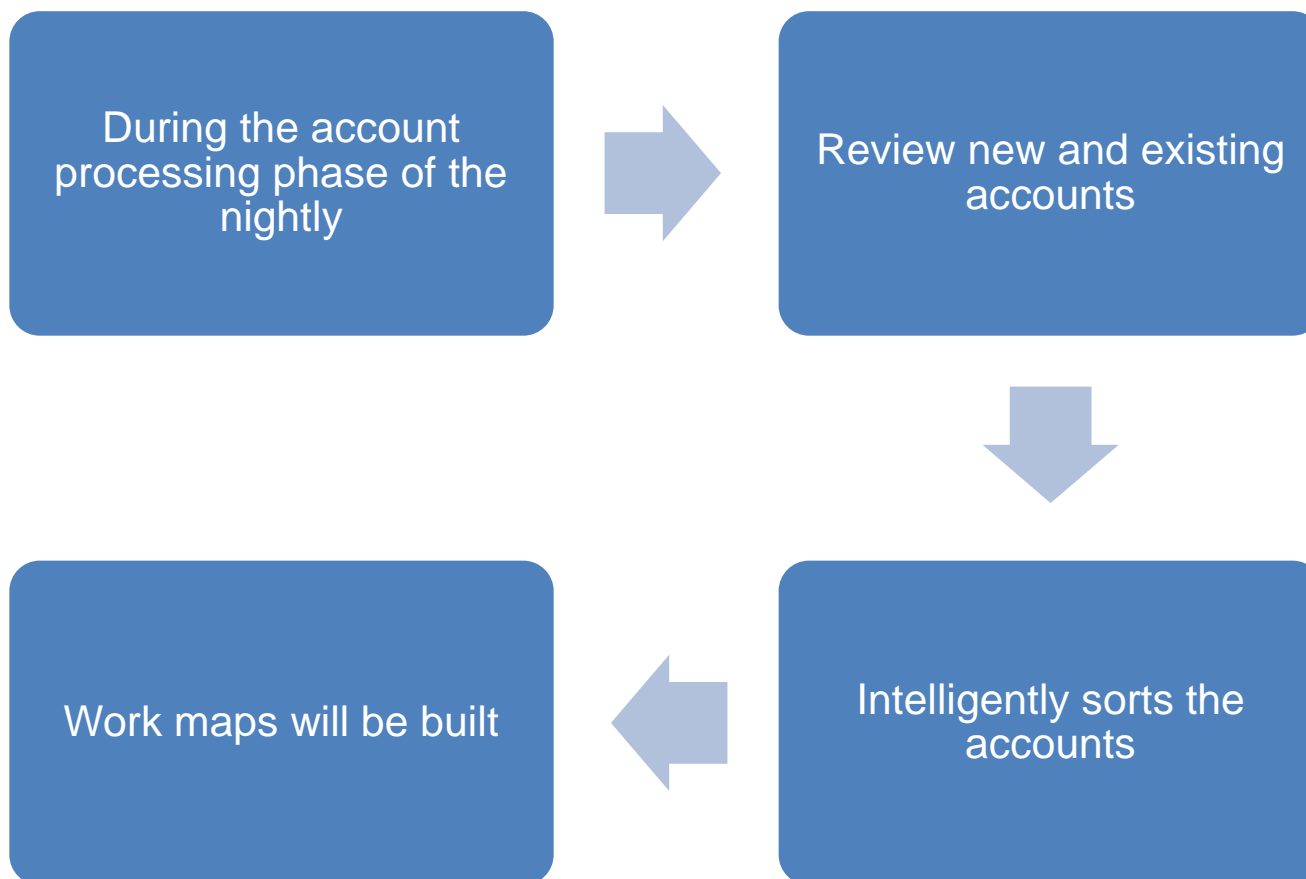 During the account
processing phase of the
nightly
Review new and existing
accounts
Intelligently sorts the
accounts
Work maps will be built